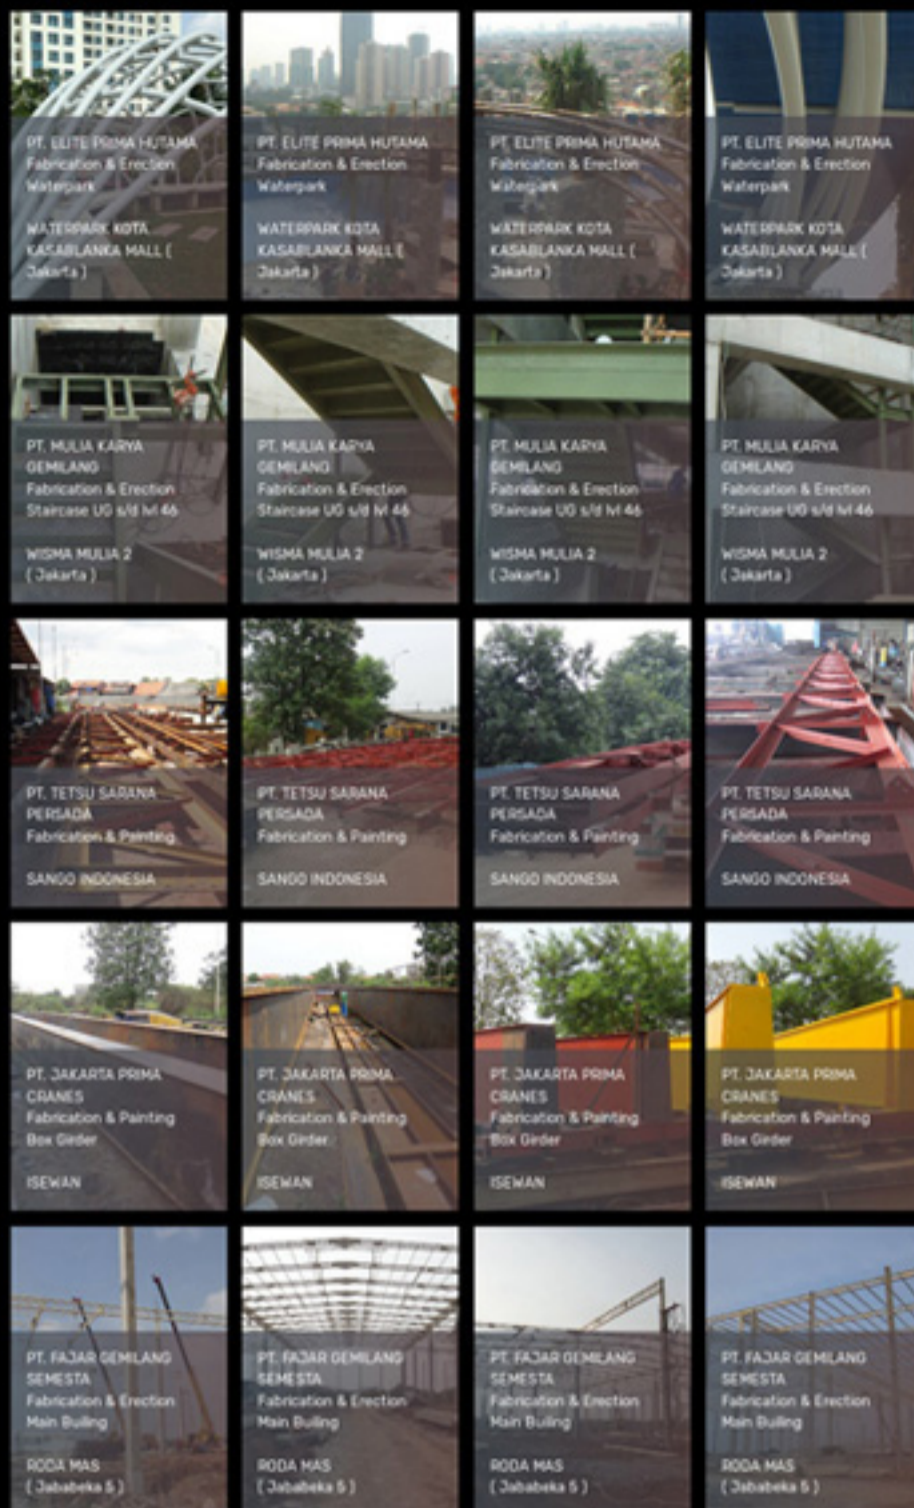 PT. ELITE PRIMA HUTAMA
Fabrication & Erection
Waterpark
WATERPARK KOTA
KASABLANKA MALL (
Jakarta )
PT. ELITE PRIMA HUTAMA
Fabrication & Erection
Waterpark
WATERPARK KOTA
KASABLANKA MALL (
Jakarta )
PT. ELITE PRIMA HUTAMA
Fabrication & Erection
Waterpark
WATERPARK KOTA
KASABLANKA MALL (
Jakarta )
PT. ELITE PRIMA HUTAMA
Fabrication & Erection
Waterpark
WATERPARK KOTA
KASABLANKA MALL (
Jakarta )
PT. MULIA KARYA
GEMILANG
Fabrication & Erection
Staircase UG s/d lvl 46
WISMA MULIA 2
( Jakarta )
PT. MULIA KARYA
GEMILANG
Fabrication & Erection
Staircase UG s/d lvl 46
WISMA MULIA 2
( Jakarta )
PT. MULIA KARYA
GEMILANG
Fabrication & Erection
Staircase UG s/d lvl 46
WISMA MULIA 2
( Jakarta )
PT. MULIA KARYA
GEMILANG
Fabrication & Erection
Staircase UG s/d lvl 46
WISMA MULIA 2
( Jakarta )
PT. TETSU SARANA
PERSADA
Fabrication & Painting
SANGO INDONESIA
PT. TETSU SARANA
PERSADA
Fabrication & Painting
SANGO INDONESIA
PT. TETSU SARANA
PERSADA
Fabrication & Painting
SANGO INDONESIA
PT. TETSU SARANA
PERSADA
Fabrication & Painting
SANGO INDONESIA
PT. JAKARTA PRIMA
CRANES
Fabrication & Painting
Box Girder
ISEWAN
PT. JAKARTA PRIMA
CRANES
Fabrication & Painting
Box Girder
ISEWAN
PT. JAKARTA PRIMA
CRANES
Fabrication & Painting
Box Girder
ISEWAN
PT. JAKARTA PRIMA
CRANES
Fabrication & Painting
Box Girder
ISEWAN
PT. FAJAR GEMILANG
SEMESTA
Fabrication & Erection
Main Builing
RODA MAS
( Jababeka 5 )
PT. FAJAR GEMILANG
SEMESTA
Fabrication & Erection
Main Builing
RODA MAS
( Jababeka 5 )
PT. FAJAR GEMILANG
SEMESTA
Fabrication & Erection
Main Builing
RODA MAS
( Jababeka 5 )
PT. FAJAR GEMILANG
SEMESTA
Fabrication & Erection
Main Builing
RODA MAS
( Jababeka 5 )